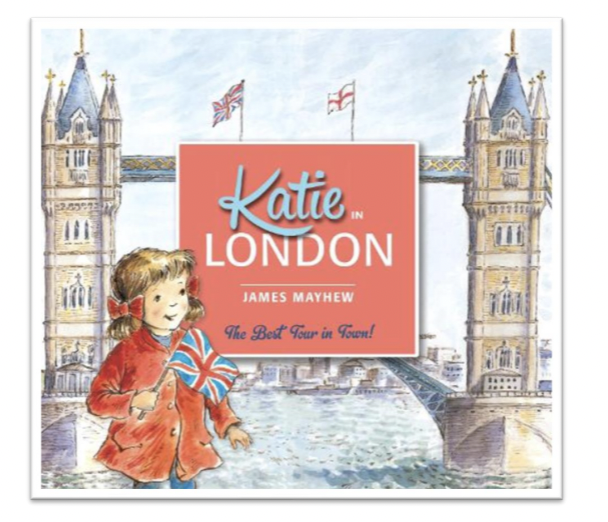 Katie IN
LONDON
JAMES MAYHEW
The Best Tour in Town!